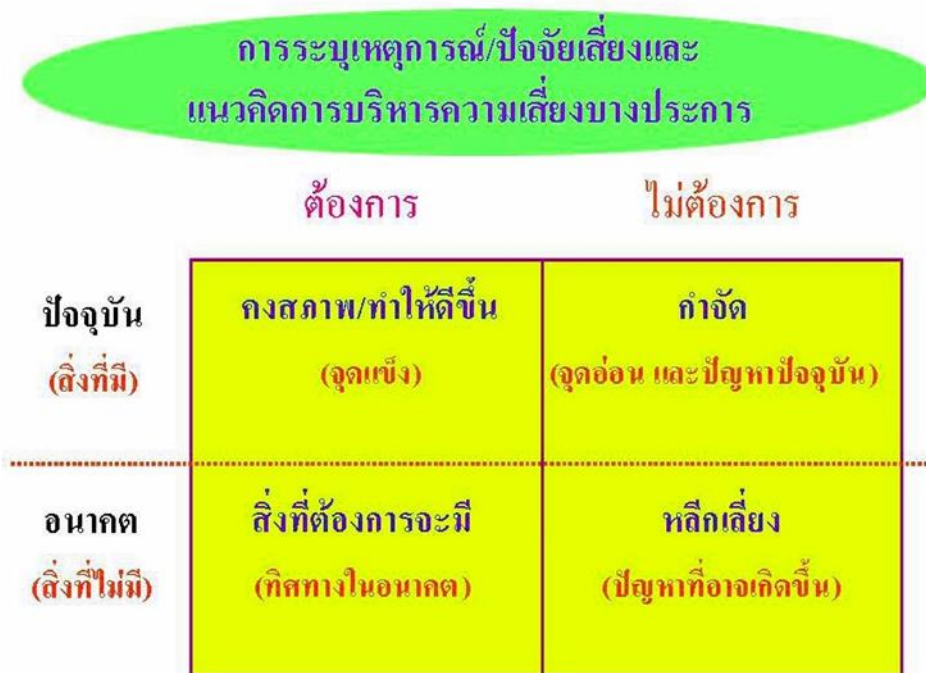 การระบุเหตุการณ์/ปัจจัยเสี่ยงและ
แนวคิดการบริหารความเสี่ยงบางประการ
ต้องการ ไม่ต้องการ
ปัจจุบัน คงสภาพ/ทำให้ดีขึ้น กำจัด
(สิ่งที่มี) (จุดแข็ง) (จุดอ่อน และปัญหาปัจจุบัน)
อนาคต สิ่งที่ต้องการจะมี หลีกเลี่ยง
(สิ่งที่ไม่มี) (ทิศทางในอนาคต) (ปัญหาที่อาจเกิดขึ้น)